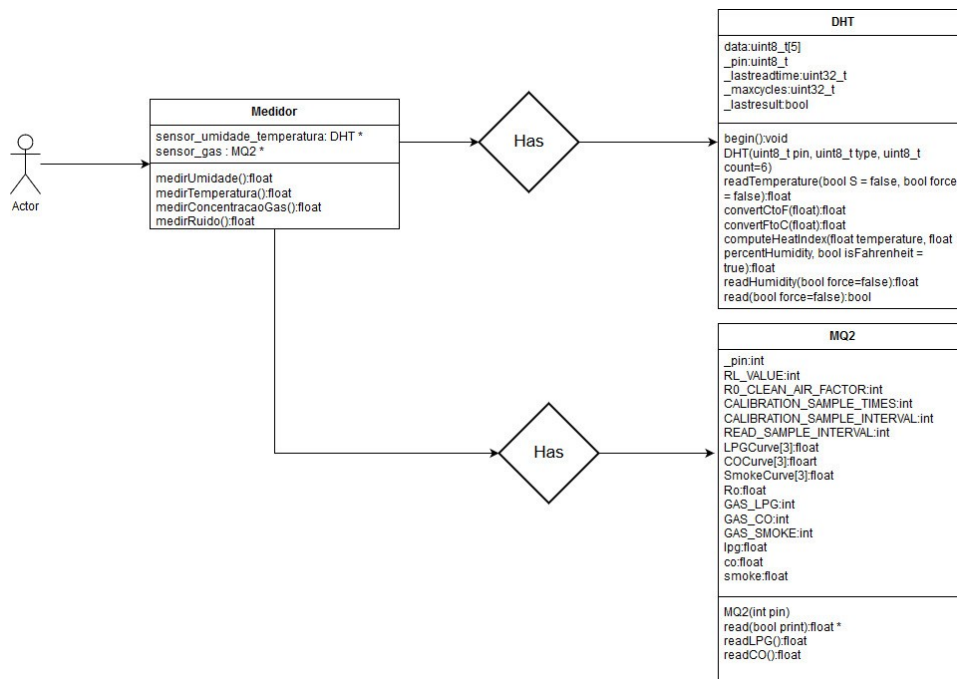 Actor
Medidor
sensor_umidade_temperatura: DHT *
sensor_gas : MQ2 *
medirUmidade():float
medirTemperatura():float
medirConcentracaoGas():float
medirRuido():float
Has
DHT
data:uint8_t[5]
_pin:uint8_t
_lastreadtime:uint32_t
_maxcycles:uint32_t
_lastresult:bool
begin():void
DHT(uint8_t pin, uint8_t type, uint8_t
count=6)
readTemperature(bool S = false, bool force
= false):float
convertCtoF(float):float
convertFtoC(float):float
computeHeatIndex(float temperature, float
percentHumidity, bool isFahrenheit =
true):float
readHumidity(bool force=false):float
read(bool force=false):bool
Has
MQ2
_pin:int
RL_VALUE:int
R0_CLEAN_AIR_FACTOR:int
CALIBRATION_SAMPLE_TIMES:int
CALIBRATION_SAMPLE_INTERVAL:int
READ_SAMPLE_INTERVAL:int
LPGCurve[3]:float
COCurve[3]:floart
SmokeCurve[3]:float
Ro:float
GAS_LPG:int
GAS_CO:int
GAS_SMOKE:int
lpg:float
co:float
smoke:float
MQ2(int pin)
read(bool print):float *
readLPG():float
readCO():float